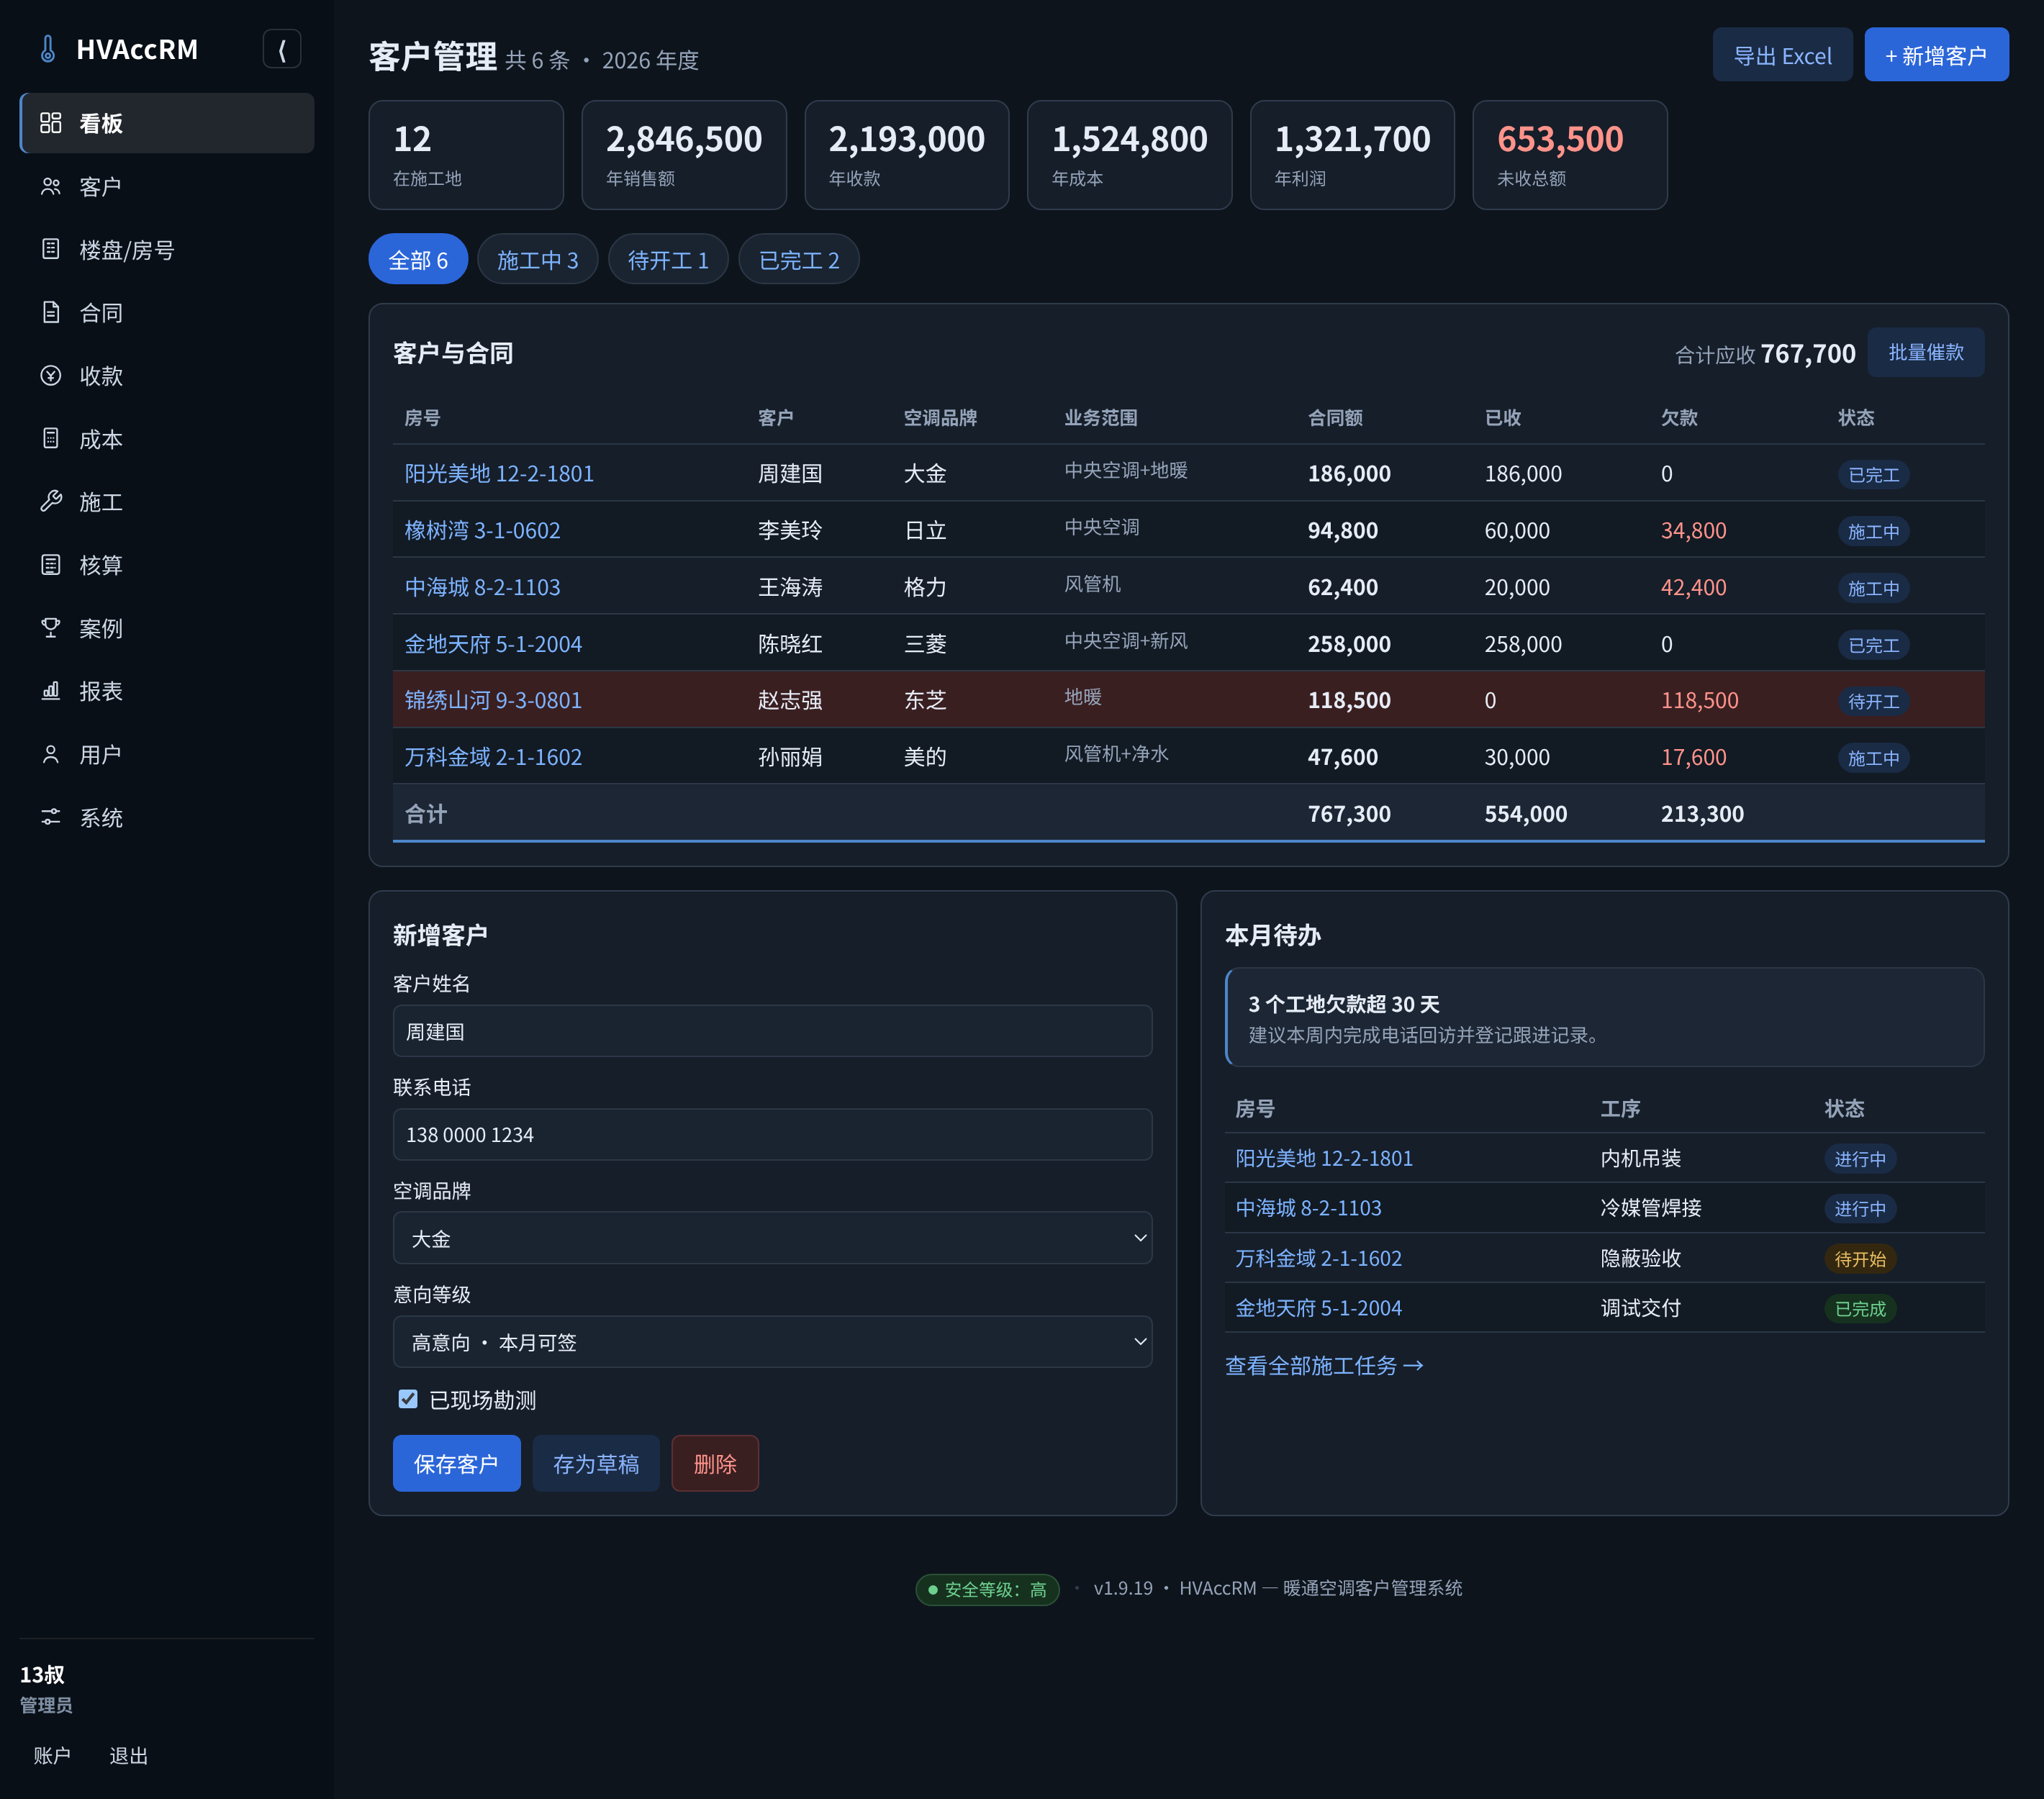 HVAccRM
⟨
看板
客户
楼盘/房号
合同
收款
成本
施工
核算
案例
报表
用户
系统
13叔
管理员
账户 退出
客户管理 共 6 条 · 2026 年度
导出 Excel
+ 新增客户
12
在施工地
2,846,500
年销售额
2,193,000
年收款
1,524,800
年成本
1,321,700
年利润
653,500
未收总额
全部 6
施工中 3
待开工 1
已完工 2
客户与合同
合计应收 767,700
批量催款
房号 客户 空调品牌 业务范围 合同额 已收 欠款 状态
阳光美地 12-2-1801 周建国 大金 中央空调+地暖 186,000 186,000 0 已完工
橡树湾 3-1-0602 李美玲 日立 中央空调 94,800 60,000 34,800 施工中
中海城 8-2-1103 王海涛 格力 风管机 62,400 20,000 42,400 施工中
金地天府 5-1-2004 陈晓红 三菱 中央空调+新风 258,000 258,000 0 已完工
锦绣山河 9-3-0801 赵志强 东芝 地暖 118,500 0 118,500 待开工
万科金域 2-1-1602 孙丽娟 美的 风管机+净水 47,600 30,000 17,600 施工中
合计 767,300 554,000 213,300
新增客户
客户姓名
周建国
联系电话
138 0000 1234
空调品牌
大金
意向等级
高意向 · 本月可签
已现场勘测
保存客户
存为草稿
删除
本月待办
3 个工地欠款超 30 天
建议本周内完成电话回访并登记跟进记录。
房号 工序 状态
阳光美地 12-2-1801 内机吊装 进行中
中海城 8-2-1103 冷媒管焊接 进行中
万科金域 2-1-1602 隐蔽验收 待开始
金地天府 5-1-2004 调试交付 已完成
查看全部施工任务 →
安全等级：高 · v1.9.19 · HVAccRM — 暖通空调客户管理系统